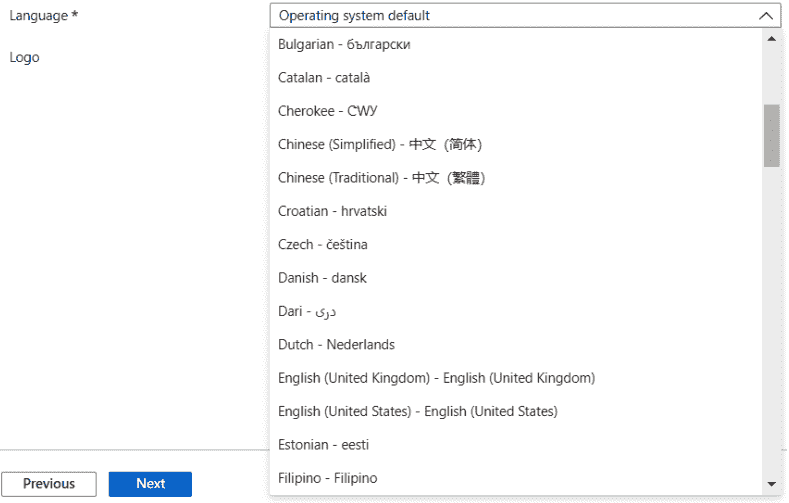 Language *
Operating system default
Logo
Bulgarian - български
Catalan - català
Cherokee - ᏣᎳᎩ
Chinese (Simplified) - 中文（简体）
Chinese (Traditional) - 中文（繁體）
Croatian - hrvatski
Czech - čeština
Danish - dansk
Dari - درى
Dutch - Nederlands
English (United Kingdom) - English (United Kingdom)
English (United States) - English (United States)
Estonian - eesti
Filipino - Filipino
Previous
Next